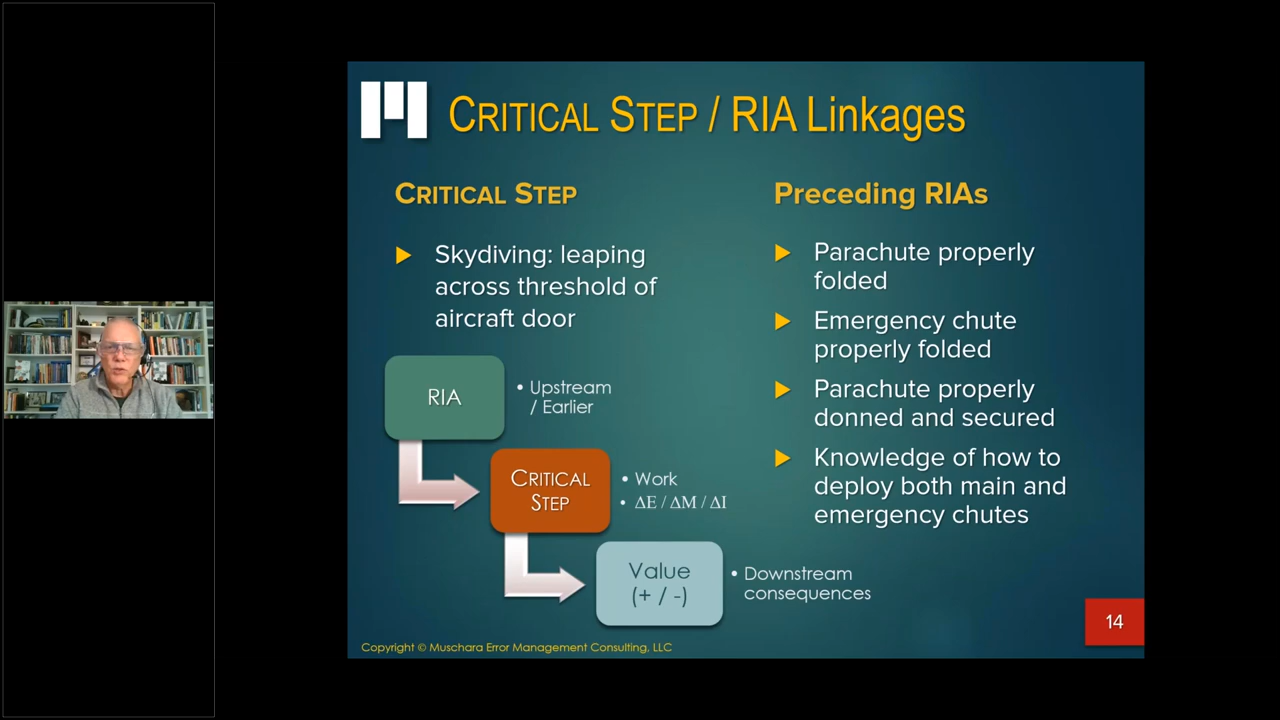 CRITICAL STEP / RIA Linkages
CRITICAL STEP
Skydiving: leaping
across threshold of
aircraft door
RIA
• Upstream
/ Earlier
CRITICAL
STEP
• Work
• ΔE / ΔM / ΔI
Value
(+ / -)
• Downstream
consequences
Preceding RIAs
Parachute properly
folded
Emergency chute
properly folded
Parachute properly
donned and secured
Knowledge of how to
deploy both main and
emergency chutes
14
Copyright © Muschara Error Management Consulting, LLC